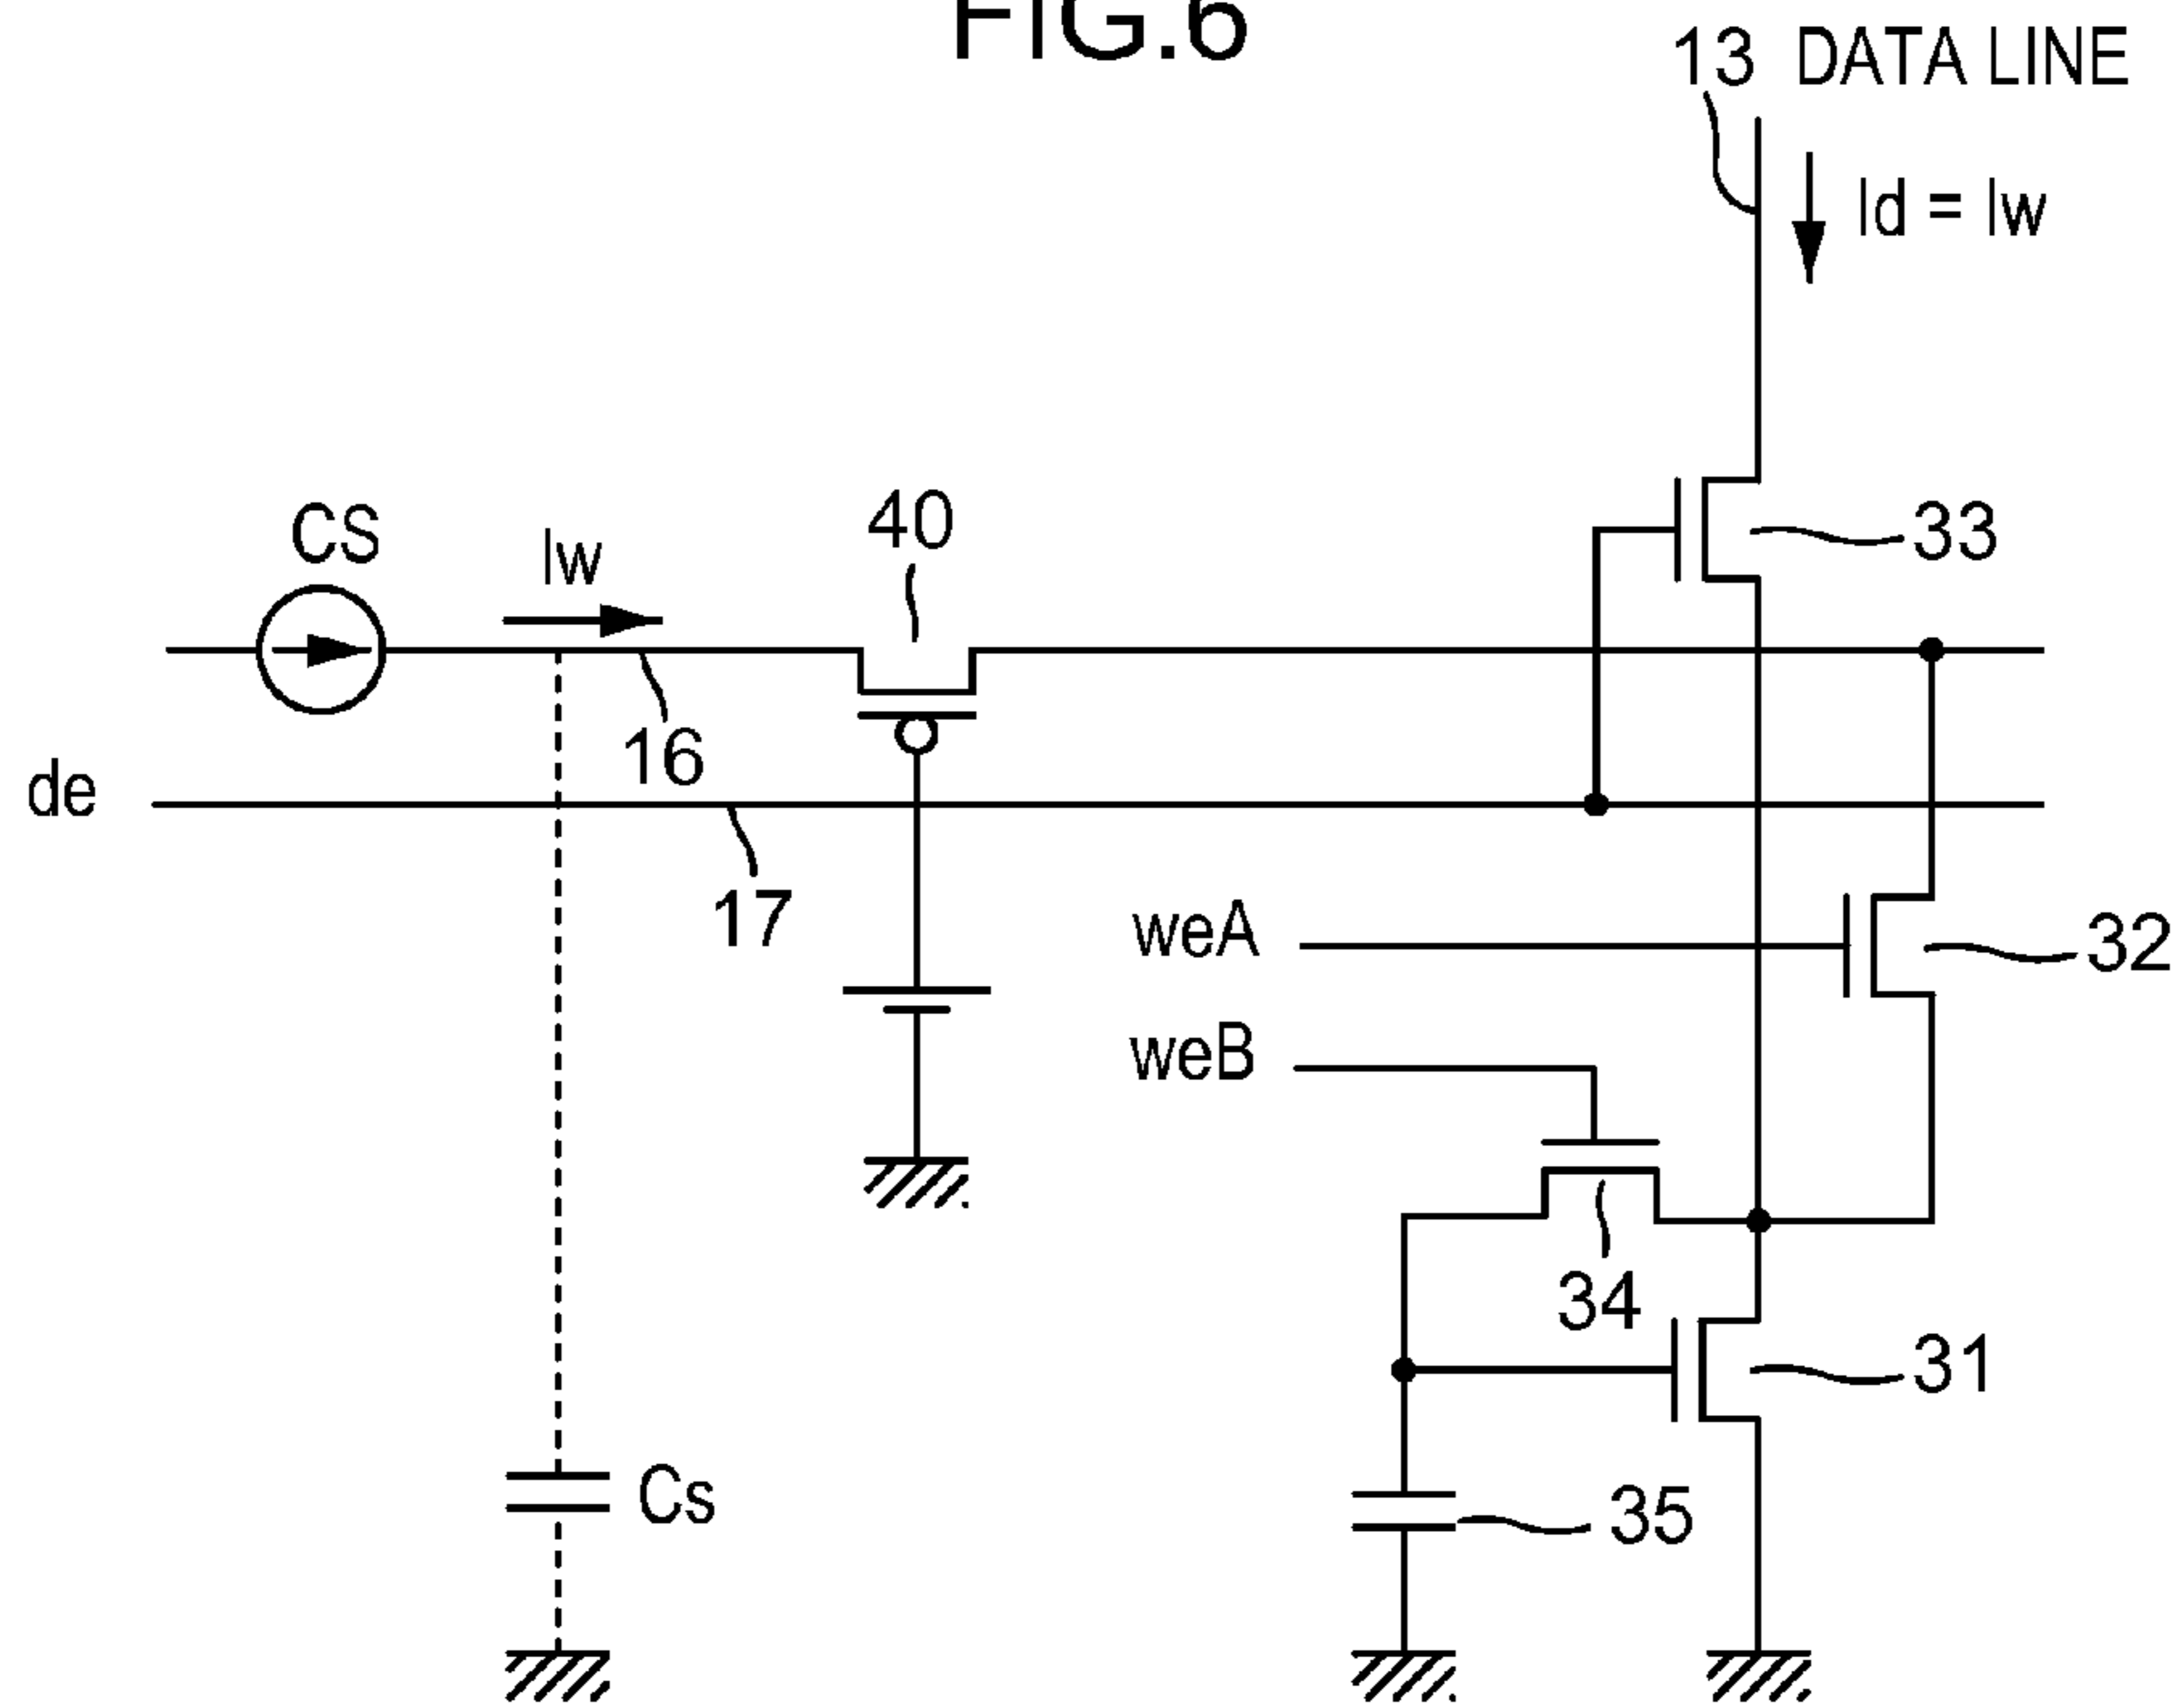 FIG.6
13 DATA LINE
Id = Iw
CS
Iw
40
33
16
de
17
weA
32
weB
34
31
Cs
35